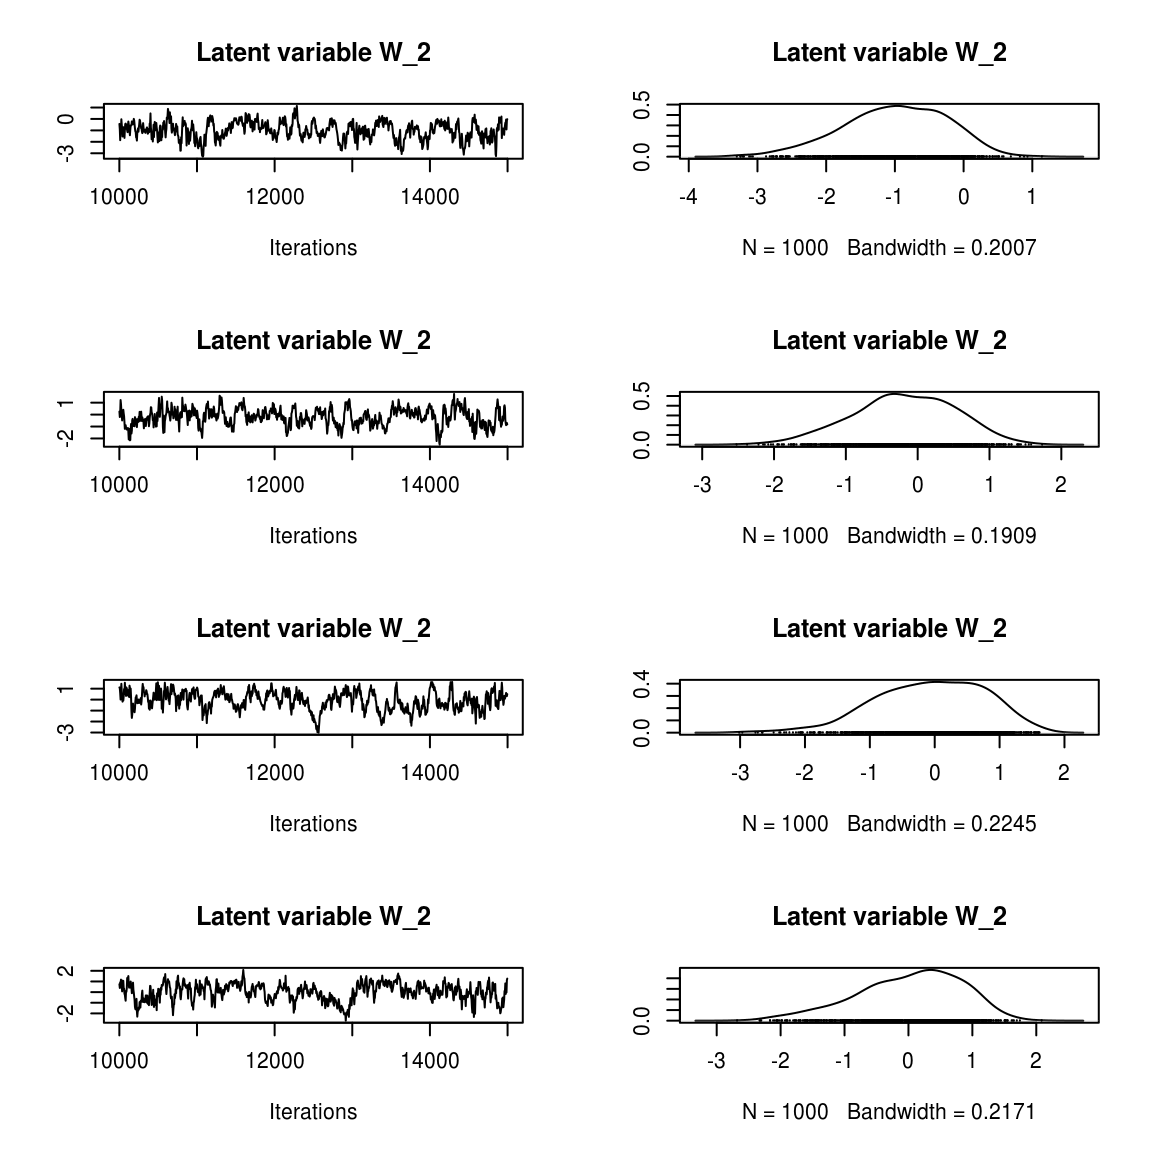 Latent variable W_2
0
-3
10000 12000 14000
Iterations
Latent variable W_2
0.5
0.0
-4 -3 -2 -1 0 1
N = 1000 Bandwidth = 0.2007
Latent variable W_2
1
-2
10000 12000 14000
Iterations
Latent variable W_2
0.5
0.0
-3 -2 -1 0 1 2
N = 1000 Bandwidth = 0.1909
Latent variable W_2
1
-3
10000 12000 14000
Iterations
Latent variable W_2
0.4
0.0
-3 -2 -1 0 1 2
N = 1000 Bandwidth = 0.2245
Latent variable W_2
2
-2
10000 12000 14000
Iterations
Latent variable W_2
0.0
-3 -2 -1 0 1 2
N = 1000 Bandwidth = 0.2171